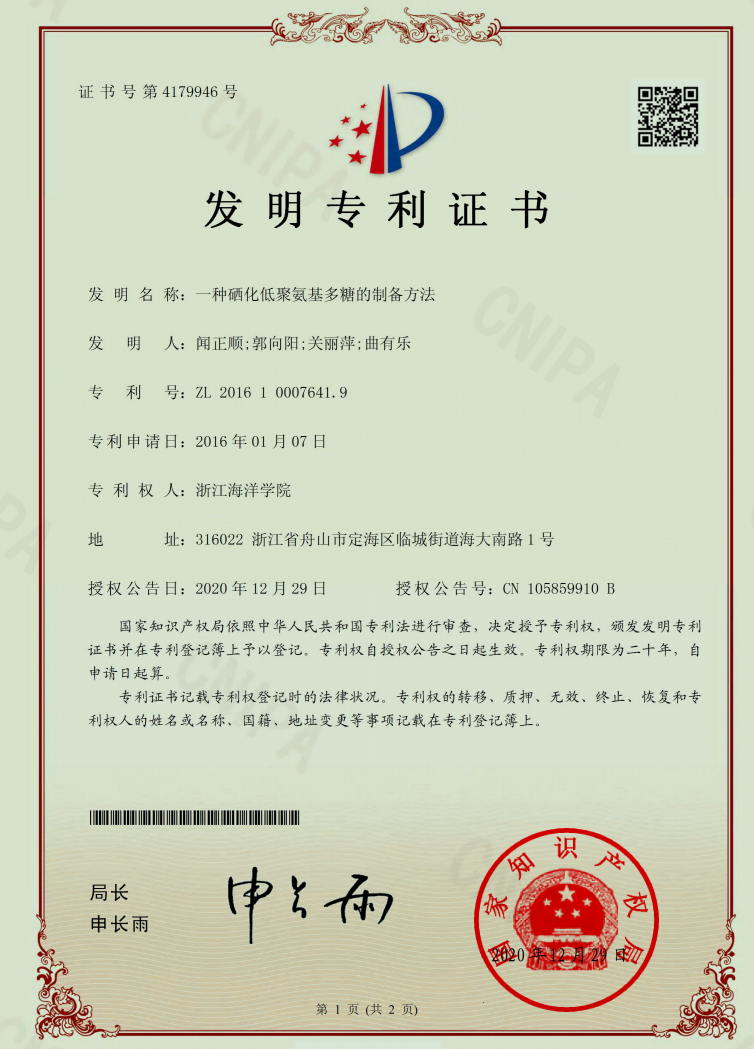 证书号第4179946号
CNIPA
发明专利证书
发明名称：一种硒化低聚氨基多糖的制备方法
发明人：闻正顺;郭向阳;关丽萍;曲有乐
专利号：ZL 2016 1 0007641.9
专利申请日：2016年01月07日
专利权人：浙江海洋学院
地址：316022 浙江省舟山市定海区临城街道海大南路1号
授权公告日：2020年12月29日 授权公告号：CN 105859910 B
国家知识产权局依照中华人民共和国专利法进行审查，决定授予专利权，颁发发明专利
证书并在专利登记簿上予以登记。专利权自授权公告之日起生效。专利权期限为二十年，自
申请日起算。
专利证书记载专利权登记时的法律状况。专利权的转移、质押、无效、终止、恢复和专
利权人的姓名或名称、国籍、地址变更等事项记载在专利登记簿上。
局长
申长雨
申长雨
国家知识产权局
2020年12月29日
第 1 页 (共 2 页)